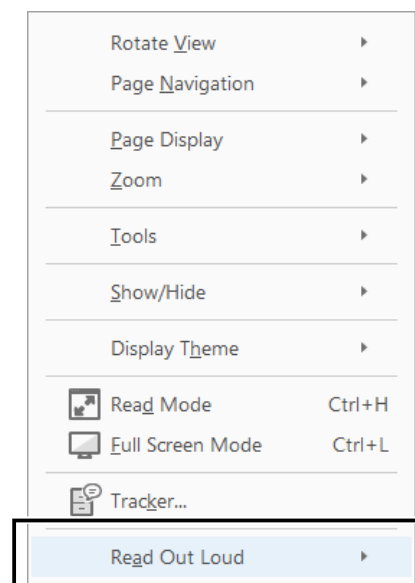 Rotate View
Page Navigation
Page Display
Zoom
Tools
Show/Hide
Display Theme
Read Mode Ctrl+H
Full Screen Mode Ctrl+L
Tracker...
Read Out Loud